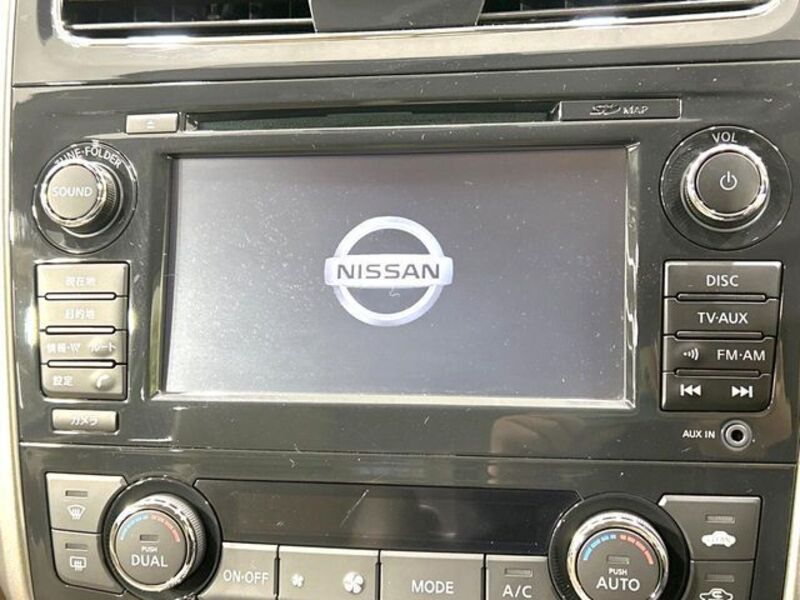 SD MAP
TUNE·FOLDER
SOUND
VOL
NISSAN
現在地
目的地
情報·VICS ルート
設定
カメラ
DISC
TV·AUX
FM·AM
AUX IN
PUSH
DUAL
ON·OFF
MODE
A/C
PUSH
AUTO